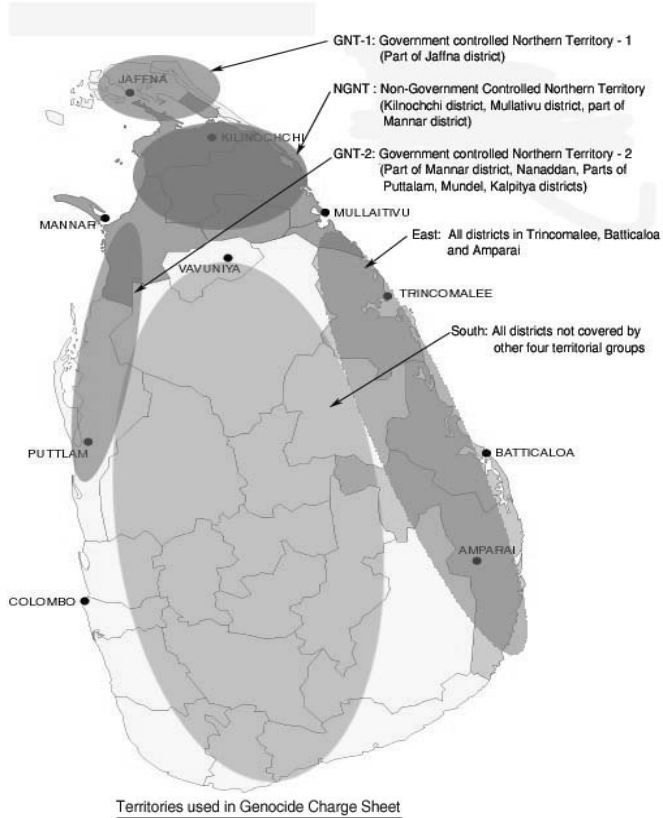 GNT-1: Government controlled Northern Territory - 1
(Part of Jaffna district)
JAFFNA
NGNT : Non-Government Controlled Northern Territory
(Kilinochchi district, Mullativu district, part of
Mannar district)
KILINOCHCHI
GNT-2: Government controlled Northern Territory - 2
(Part of Mannar district, Nanaddan, Parts of
Puttalam, Mundel, Kalpitya districts)
MANNAR
MULLAITIVU
East: All districts in Trincomalee, Batticaloa
and Amparai
VAVUNIYA
TRINCOMALEE
South: All districts not covered by
other four territorial groups
PUTTLAM
BATTICALOA
AMPARAI
COLOMBO
Territories used in Genocide Charge Sheet